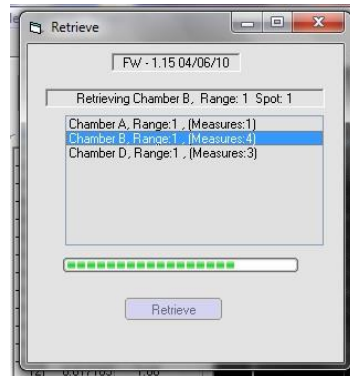 Retrieve
FW - 1.15 04/06/10
Retrieving Chamber B, Range: 1 Spot: 1
Chamber A, Range:1 , (Measures:1)
Chamber B, Range:1 , (Measures:4)
Chamber D, Range:1 , (Measures:3)
Retrieve